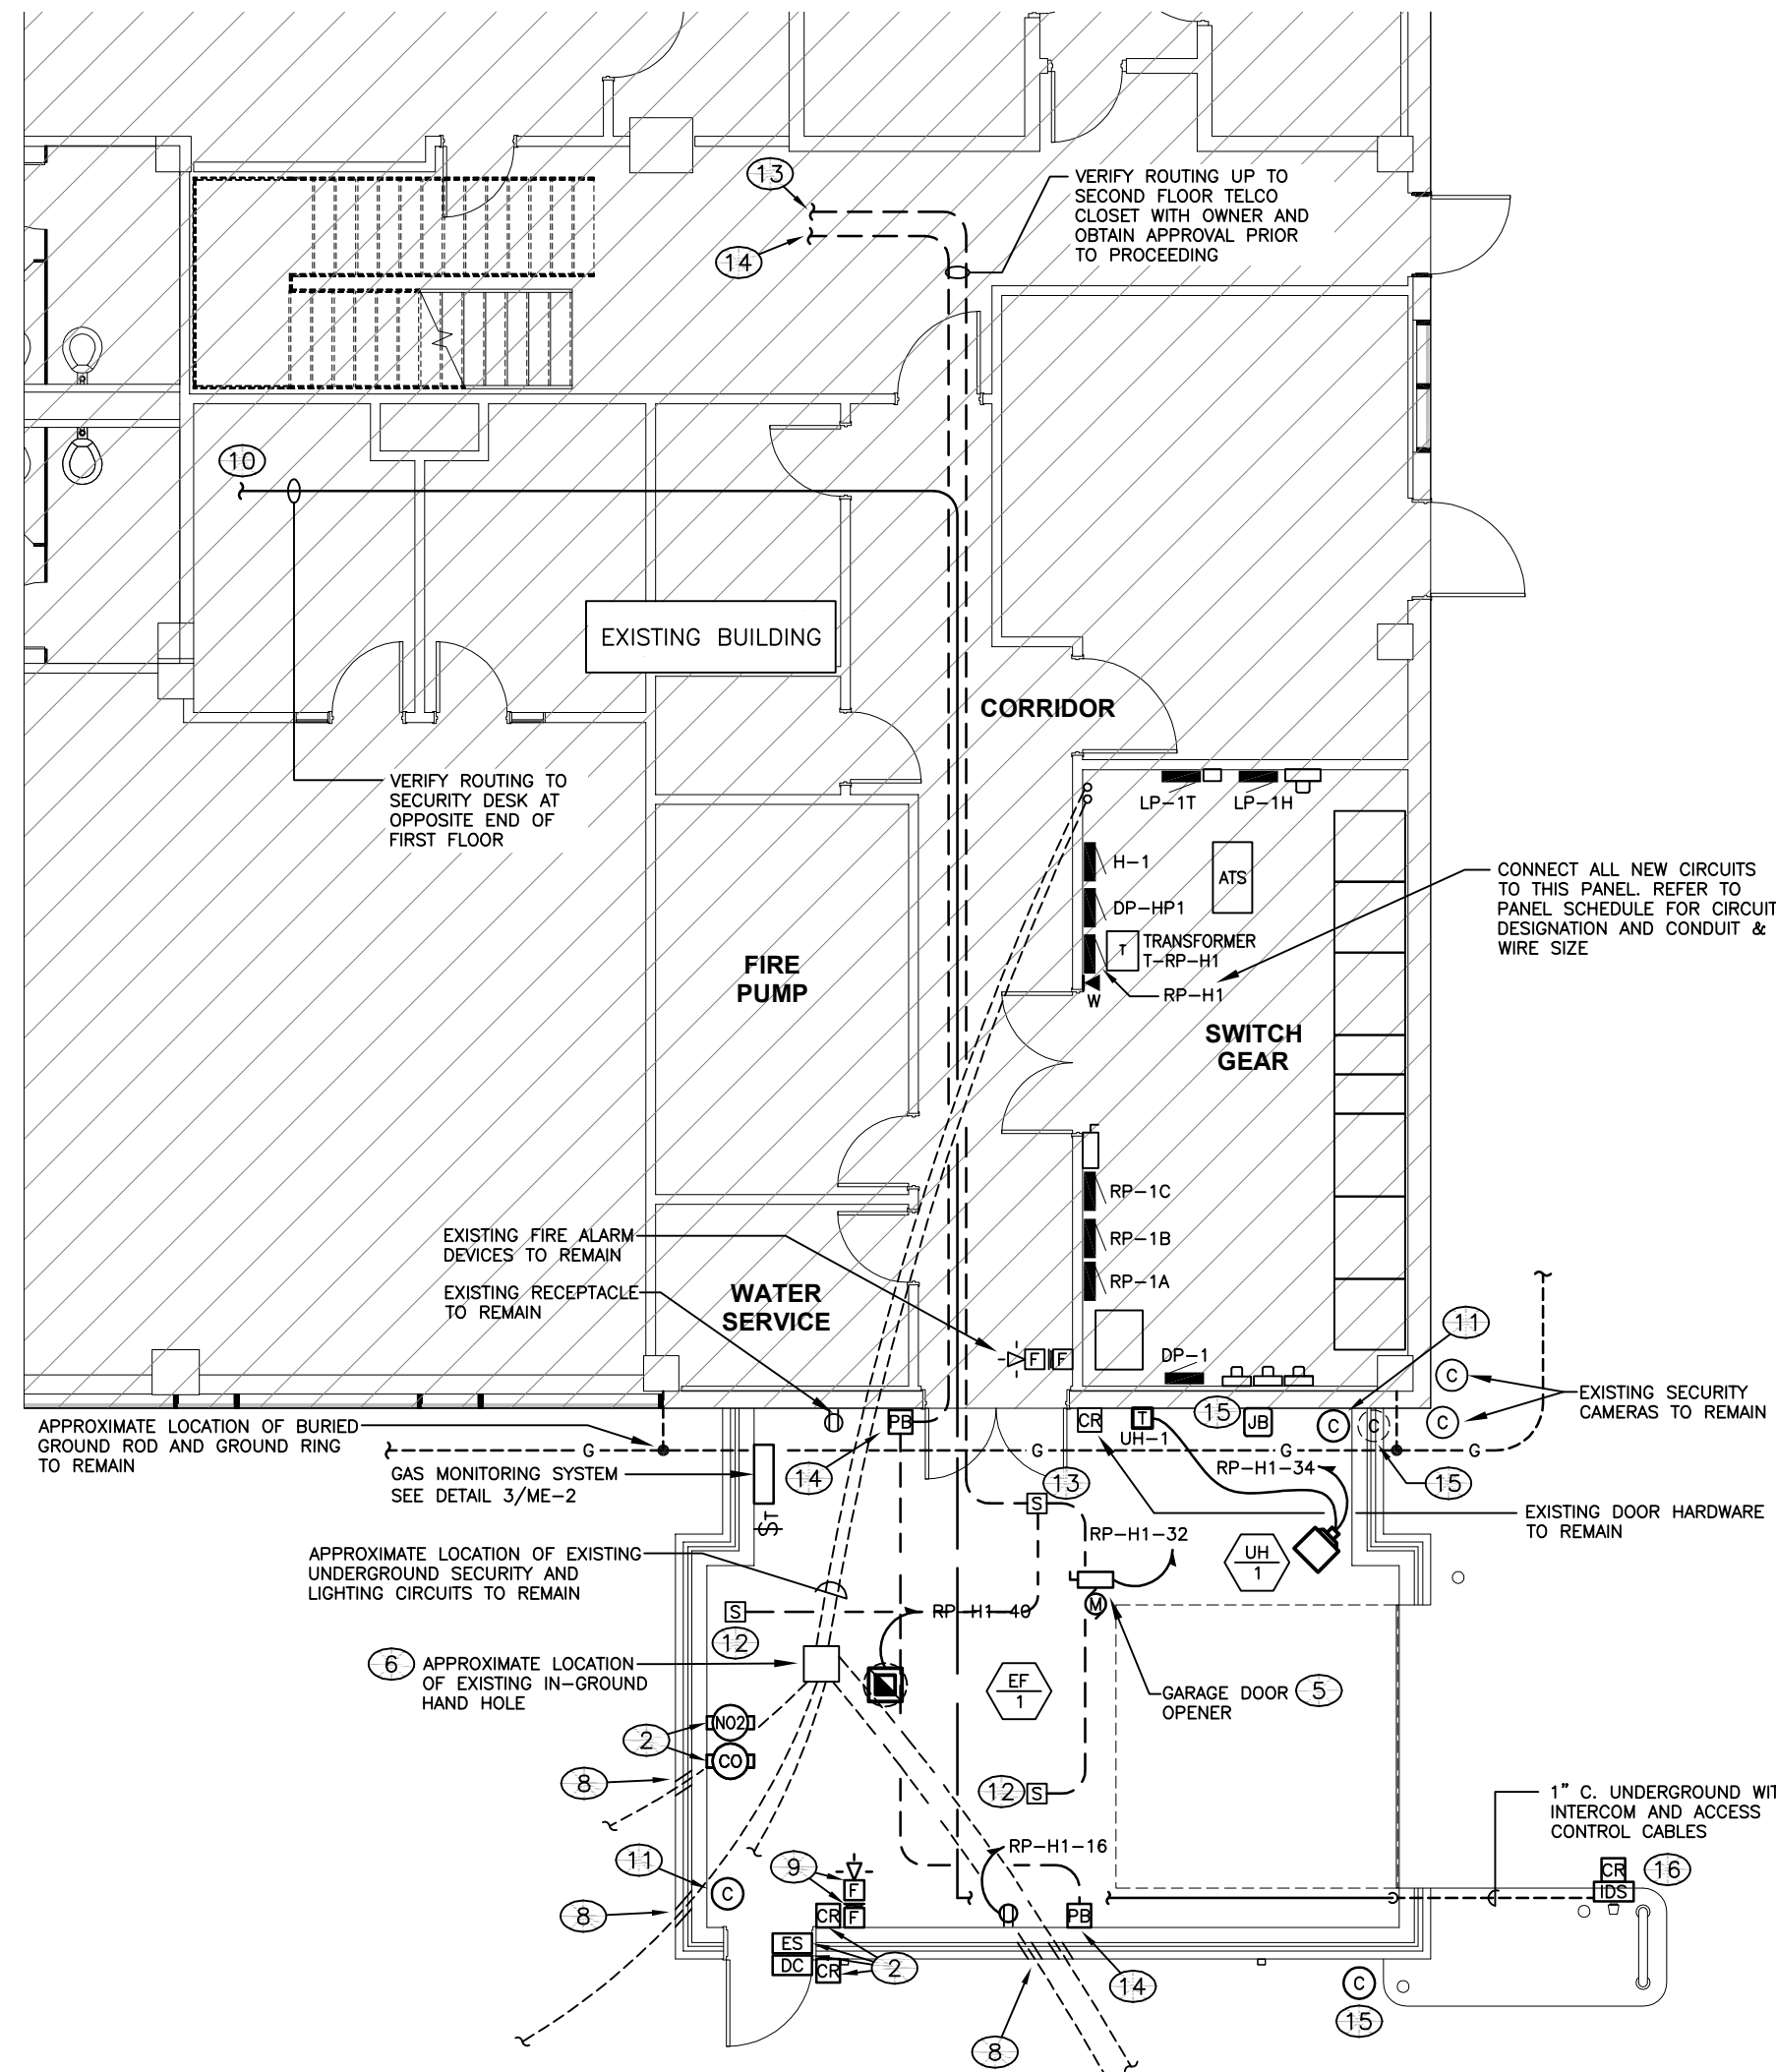 13
VERIFY ROUTING UP TO
SECOND FLOOR TELCO
CLOSET WITH OWNER AND
OBTAIN APPROVAL PRIOR
TO PROCEEDING
14
10
EXISTING BUILDING
CORRIDOR
VERIFY ROUTING TO
SECURITY DESK AT
OPPOSITE END OF
FIRST FLOOR
LP-1T
LP-1H
H-1
ATS
DP-HP1
T
TRANSFORMER
T-RP-H1
RP-H1
W
CONNECT ALL NEW CIRCUITS
TO THIS PANEL. REFER TO
PANEL SCHEDULE FOR CIRCUIT
DESIGNATION AND CONDUIT &
WIRE SIZE
FIRE
PUMP
SWITCH
GEAR
RP-1C
RP-1B
RP-1A
EXISTING FIRE ALARM
DEVICES TO REMAIN
EXISTING RECEPTACLE
TO REMAIN
WATER
SERVICE
F
F
DP-1
11
C
EXISTING SECURITY
CAMERAS TO REMAIN
C
APPROXIMATE LOCATION OF BURIED
GROUND ROD AND GROUND RING
TO REMAIN
PB
CR
T
UH-1
15
JB
C
C
G
G
G
G
GAS MONITORING SYSTEM
SEE DETAIL 3/ME-2
14
13
RP-H1-34
15
S
ST
EXISTING DOOR HARDWARE
TO REMAIN
RP-H1-32
APPROXIMATE LOCATION OF EXISTING
UNDERGROUND SECURITY AND
LIGHTING CIRCUITS TO REMAIN
UH
1
M
S
12
RP-H1-40
6
APPROXIMATE LOCATION
OF EXISTING IN-GROUND
HAND HOLE
EF
1
GARAGE DOOR
OPENER
5
NO2
2
CO
8
12
S
1" C. UNDERGROUND WIT
INTERCOM AND ACCESS
CONTROL CABLES
RP-H1-16
11
C
9
F
CR
F
8
CR
IDS
16
PB
ES
DC
CR
2
14
C
15
8